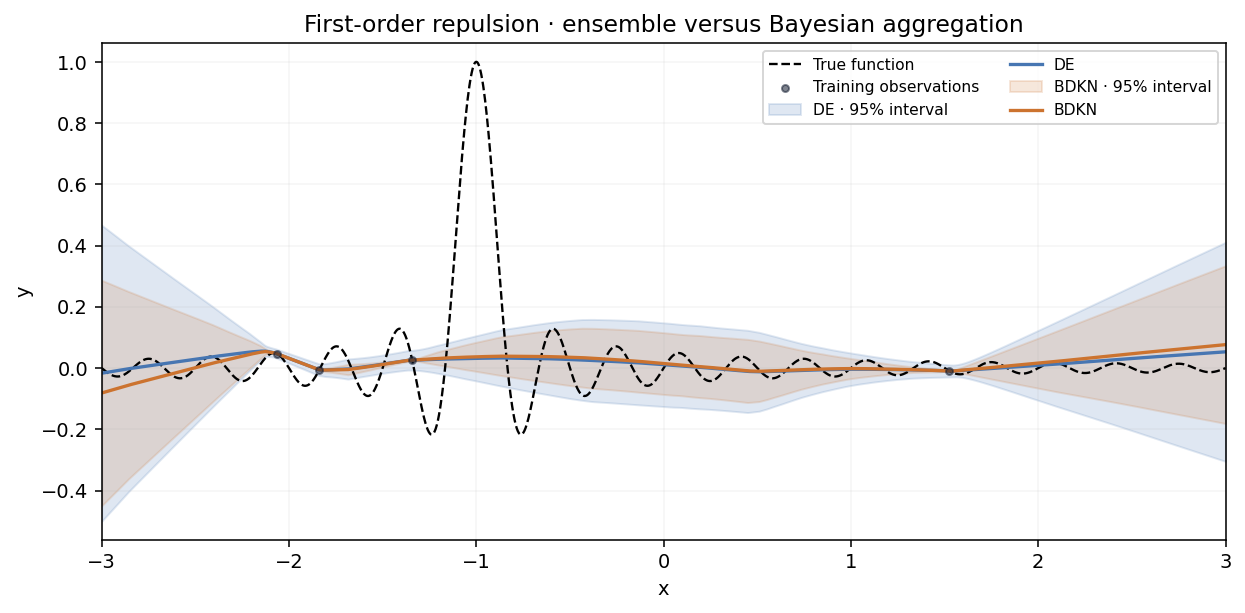 First-order repulsion · ensemble versus Bayesian aggregation
True function
Training observations
DE · 95% interval
DE
BDKN · 95% interval
BDKN
1.0
0.8
0.6
0.4
0.2
0.0
−0.2
−0.4
y
−3
−2
−1
0
1
2
3
x